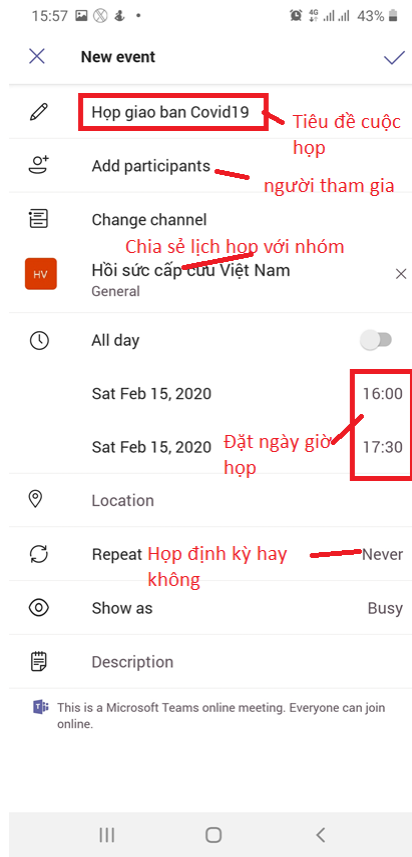 15:57
4G 43%
New event
Họp giao ban Covid19
Tiêu đề cuộc
họp
Add participants
người tham gia
Change channel
Chia sẻ lịch họp với nhóm
HV
Hồi sức cấp cứu Việt Nam
General
All day
Sat Feb 15, 2020 16:00
Sat Feb 15, 2020 17:30
Đặt ngày giờ
họp
Location
Repeat Never
Họp định kỳ hay
không
Show as Busy
Description
This is a Microsoft Teams online meeting. Everyone can join
online.